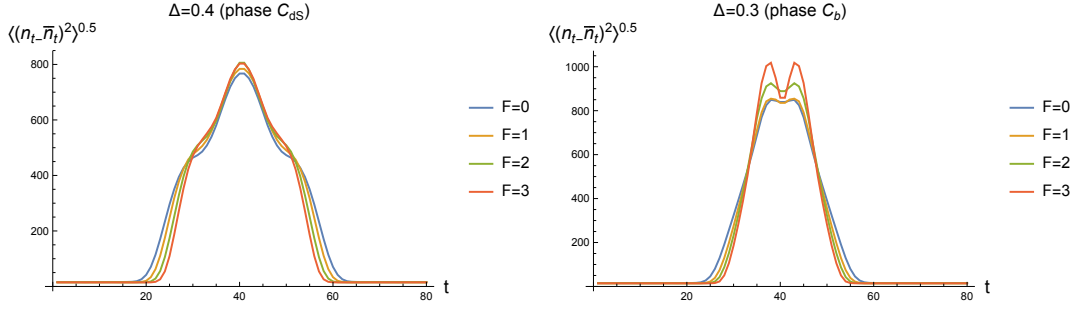 Δ=0.4 (phase C_dS)
⟨(n_t-n̅_t)²⟩^0.5
800
600
400
200
20
40
60
80
t
F=0
F=1
F=2
F=3
Δ=0.3 (phase C_b)
⟨(n_t-n̅_t)²⟩^0.5
1000
800
600
400
200
20
40
60
80
t
F=0
F=1
F=2
F=3